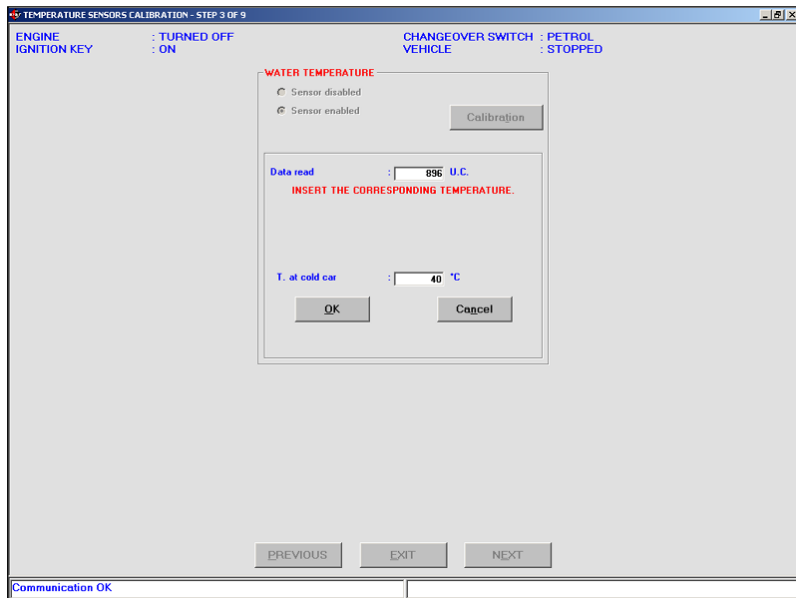 TEMPERATURE SENSORS CALIBRATION - STEP 3 OF 9
ENGINE : TURNED OFF CHANGEOVER SWITCH : PETROL
IGNITION KEY : ON VEHICLE : STOPPED
WATER TEMPERATURE
Sensor disabled
Sensor enabled
Calibration
Data read : 896 U.C.
INSERT THE CORRESPONDING TEMPERATURE.
T. at cold car : 40 °C
OK Cancel
PREVIOUS EXIT NEXT
Communication OK